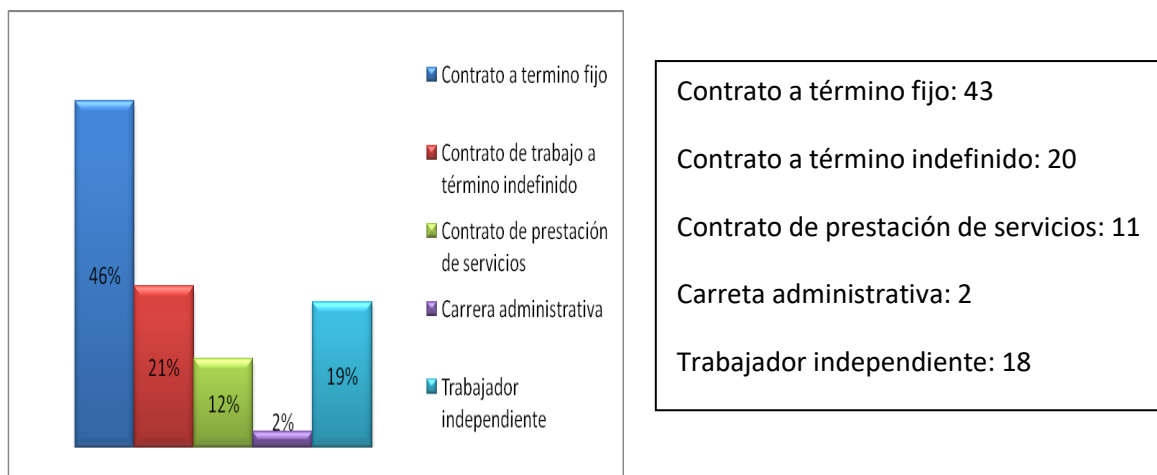 46%
21%
12%
2%
19%
Contrato a termino fijo
Contrato de trabajo a
término indefinido
Contrato de prestación
de servicios
Carrera administrativa
Trabajador
independiente
Contrato a término fijo: 43
Contrato a término indefinido: 20
Contrato de prestación de servicios: 11
Carreta administrativa: 2
Trabajador independiente: 18